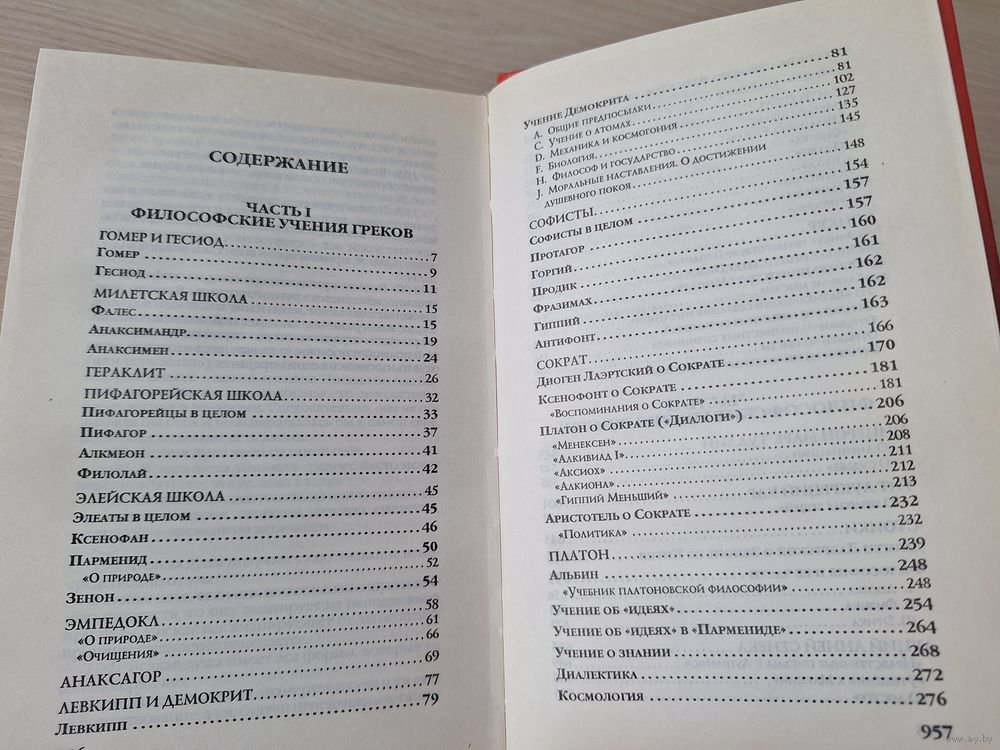 СОДЕРЖАНИЕ
ЧАСТЬ I
ФИЛОСОФСКИЕ УЧЕНИЯ ГРЕКОВ
ГОМЕР И ГЕСИОД 7
Гомер 9
Гесиод 11
МИЛЕТСКАЯ ШКОЛА 15
Фалес 15
Анаксимандр 19
Анаксимен 24
ГЕРАКЛИТ 26
ПИФАГОРЕЙСКАЯ ШКОЛА 32
Пифагорейцы в целом 33
Пифагор 37
Алкмеон 41
Филолай 42
ЭЛЕЙСКАЯ ШКОЛА 45
Элеаты в целом 45
Ксенофан 46
Парменид 50
«О природе» 52
Зенон 54
ЭМПЕДОКЛ 58
«О природе» 61
«Очищения» 66
АНАКСАГОР 69
ЛЕВКИПП И ДЕМОКРИТ 77
Левкипп 79
Учение Демокрита 81
A. Общие предпосылки 81
C. Учение о атомах 102
D. Механика и космогония 127
F. Биология 135
H. Философ и государство 145
J. Моральные наставления. О достижении
душевного покоя 148
СОФИСТЫ 154
Софисты в целом 157
Протагор 157
Горгий 160
Продик 161
Фразимах 162
Гиппий 162
Антифонт 163
СОКРАТ 166
Диоген Лаэртский о Сократе 170
Ксенофонт о Сократе 181
«Воспоминания о Сократе» 181
Платон о Сократе («Диалоги») 206
«Менексен» 206
«Алкивиад I» 208
«Аксиох» 211
«Алкиона» 212
«Гиппий Меньший» 213
Аристотель о Сократе 232
«Политика» 232
ПЛАТОН 239
Альбин 248
«Учебник платоновской философии» 248
Учение об «идеях» 254
Учение об «идеях» в «Пармениде» 264
Учение о знании 268
Диалектика 272
Космология 276
957
www.ay.by